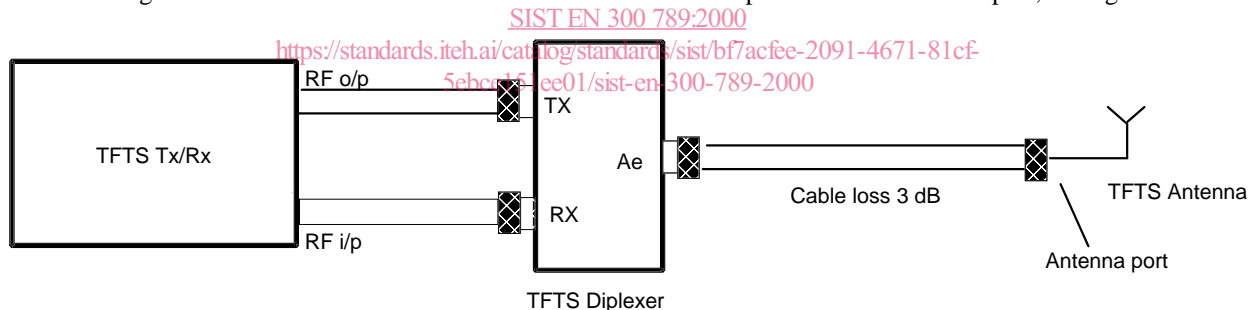 SIST EN 300 789:2000
https://standards.iteh.ai/catalog/standards/sist/bf7acfee-2091-4671-81cf-
5ebce151ee01/sist-en-300-789-2000
RF o/p
TX
TFTS Tx/Rx
Ae
Cable loss 3 dB
TFTS Antenna
RX
RF i/p
Antenna port
TFTS Diplexer